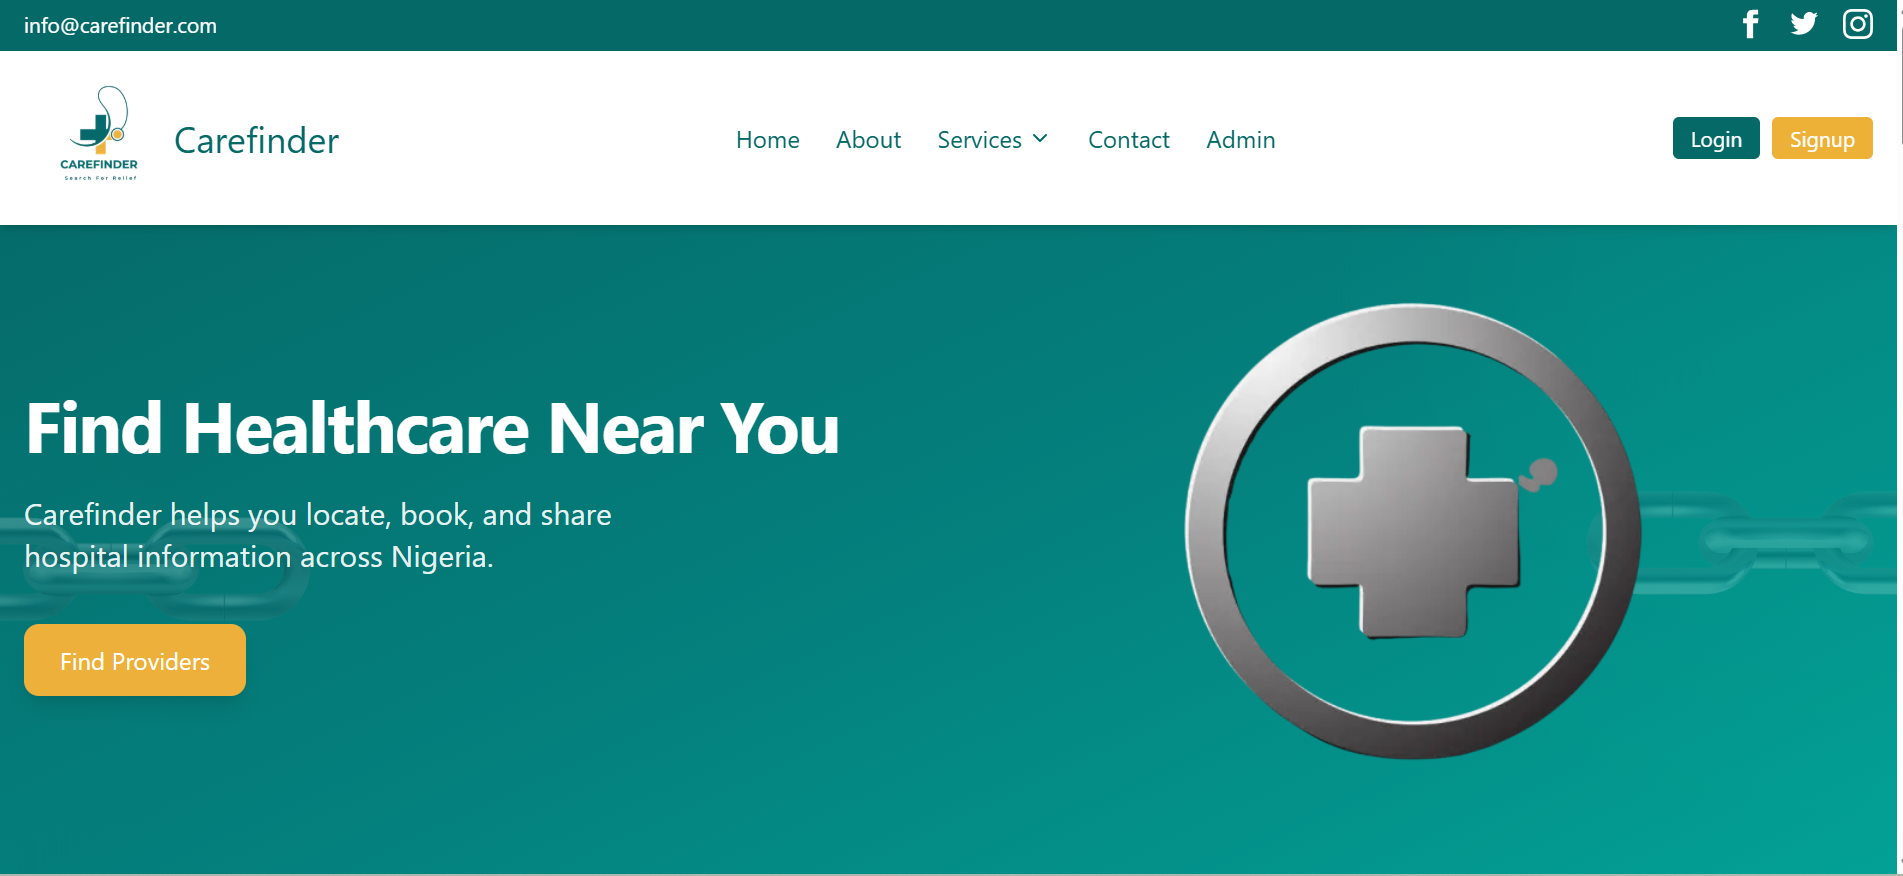 info@carefinder.com
CAREFINDER
Search For Relief
Carefinder
Home About Services Contact Admin
Login Signup
Find Healthcare Near You
Carefinder helps you locate, book, and share
hospital information across Nigeria.
Find Providers